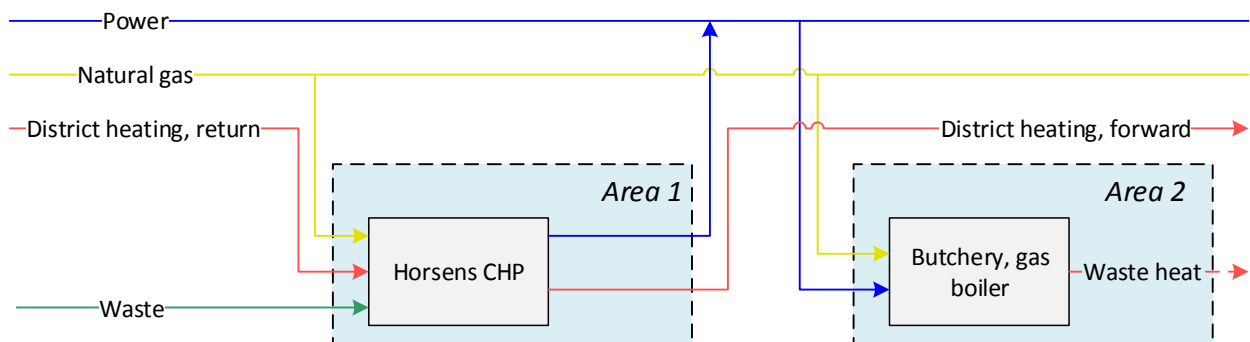 Power
Natural gas
District heating, return
District heating, forward
Area 1
Area 2
Horsens CHP
Butchery, gas
boiler
Waste heat
Waste